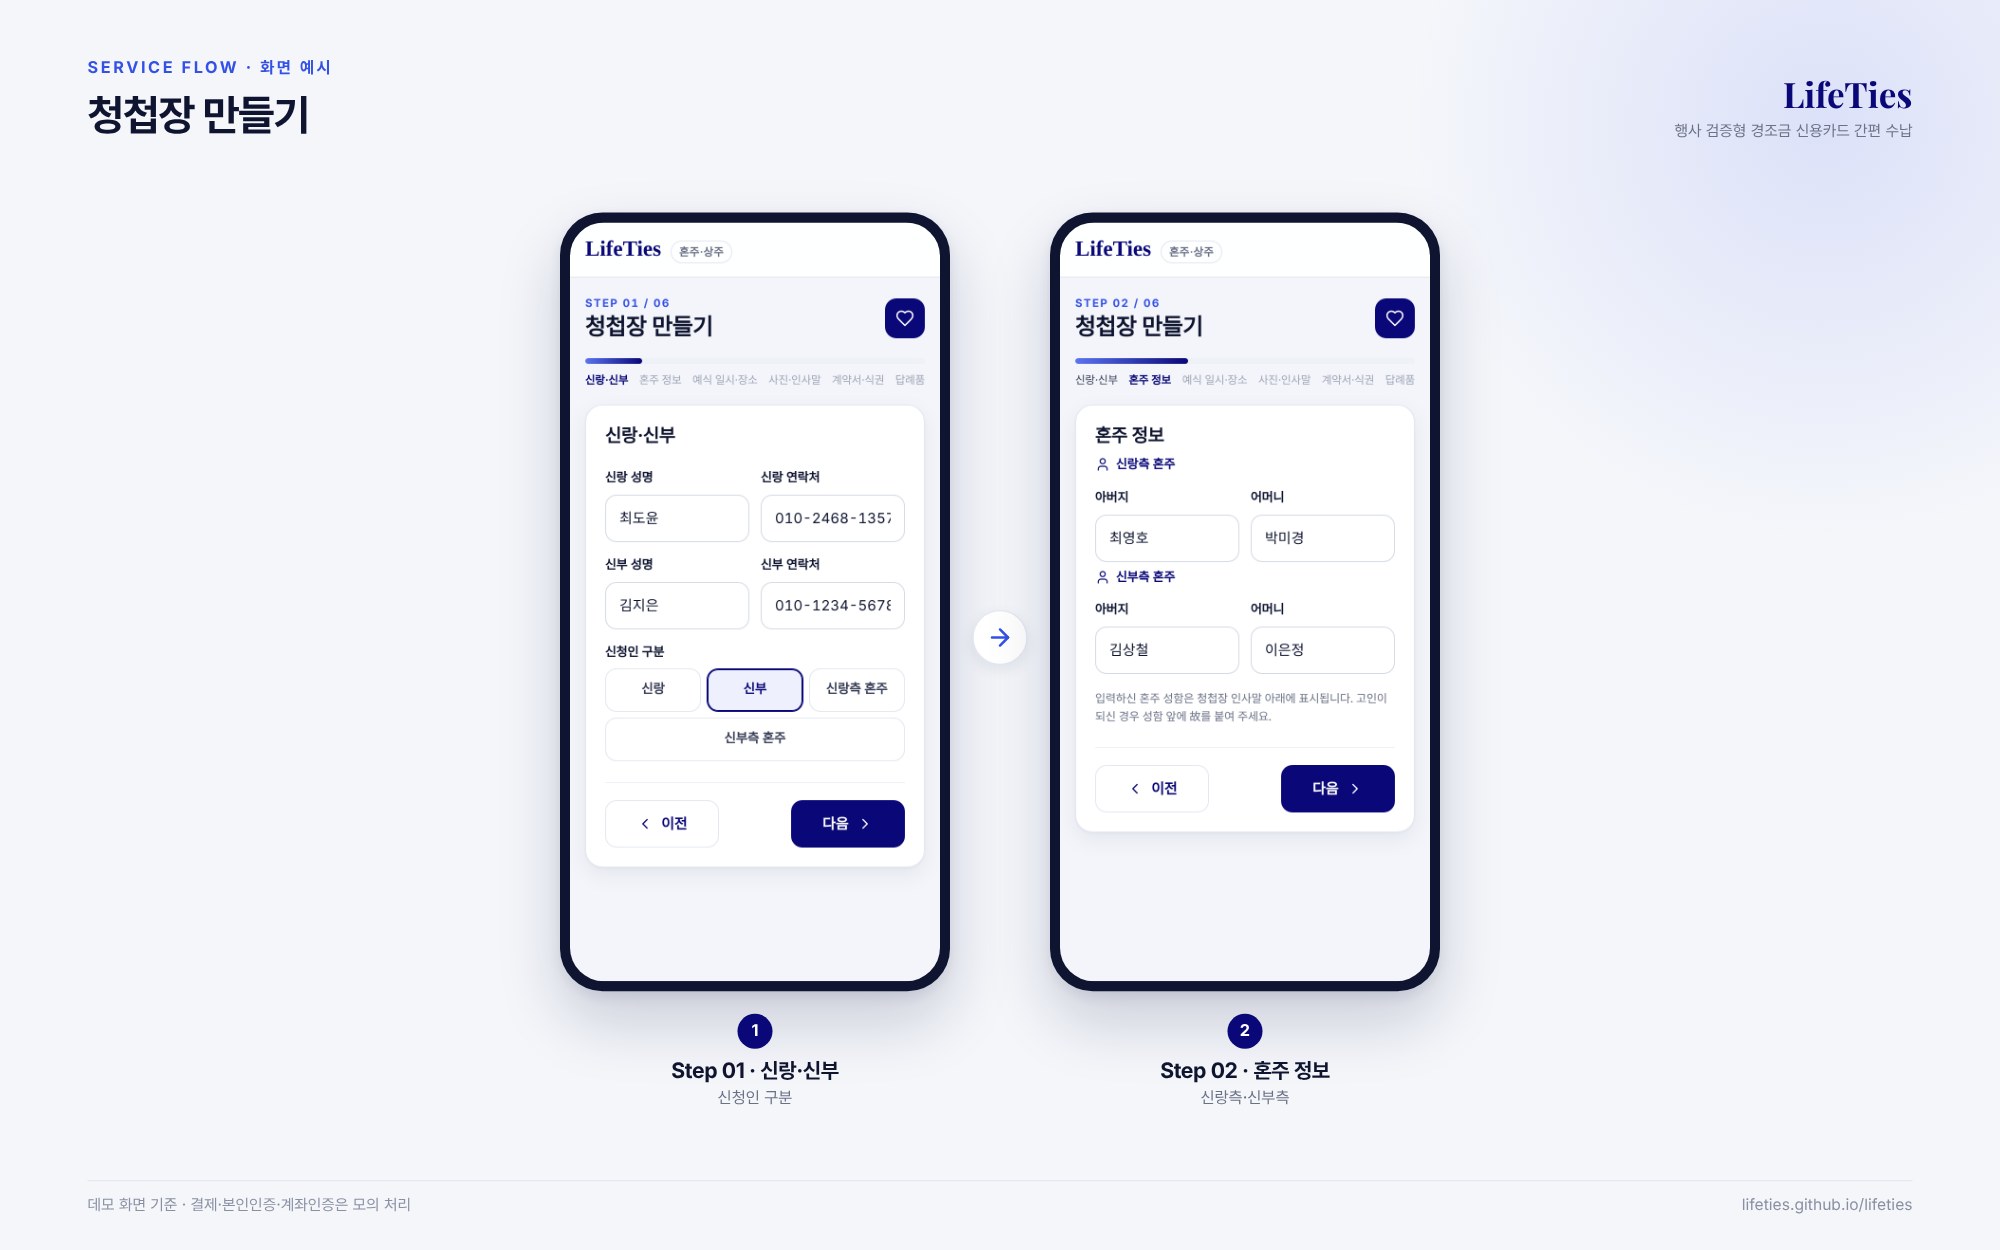 SERVICE FLOW · 화면 예시
청첩장 만들기
LifeTies
행사 검증형 경조금 신용카드 간편 수납
LifeTies 혼주·상주
STEP 01 / 06
청첩장 만들기
신랑·신부 혼주 정보 예식 일시·장소 사진·인사말 계약서·식권 답례품
신랑·신부
신랑 성명 신랑 연락처
최도윤 010-2468-1357
신부 성명 신부 연락처
김지은 010-1234-5678
신청인 구분
신랑 신부 신랑측 혼주
신부측 혼주
이전 다음
1
Step 01 · 신랑·신부
신청인 구분
LifeTies 혼주·상주
STEP 02 / 06
청첩장 만들기
신랑·신부 혼주 정보 예식 일시·장소 사진·인사말 계약서·식권 답례품
혼주 정보
신랑측 혼주
아버지 어머니
최영호 박미경
신부측 혼주
아버지 어머니
김상철 이은정
입력하신 혼주 성함은 청첩장 인사말 아래에 표시됩니다. 고인이
되신 경우 성함 앞에 故를 붙여 주세요.
이전 다음
2
Step 02 · 혼주 정보
신랑측·신부측
데모 화면 기준 · 결제·본인인증·계좌인증은 모의 처리
lifeties.github.io/lifeties